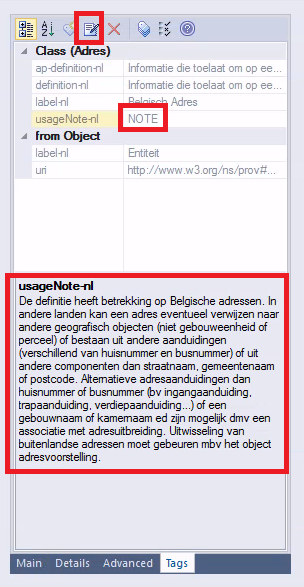 Class (Adres)
ap-definition-nl Informatie die toelaat om op ee...
definition-nl Informatie die toelaat om op ee...
label-nl Belgisch Adres
usageNote-nl NOTE
from Object
label-nl Entiteit
uri http://www.w3.org/ns/prov#...
usageNote-nl
De definitie heeft betrekking op Belgische adressen. In
andere landen kan een adres eventueel verwijzen naar
andere geografisch objecten (niet gebouweenheid of
perceel) of bestaan uit andere aanduidingen
(verschillend van huisnummer en busnummer) of uit
andere componenten dan straatnaam, gemeentenaam
of postcode. Alternatieve adresaanduidingen dan
huisnummer of busnummer (bv ingangaanduiding,
trapaanduiding, verdiepaanduiding...) of een
gebouwnaam of kamernaam ed zijn mogelijk dmv een
associatie met adresuitbreiding. Uitwisseling van
buitenlandse adressen moet gebeuren mbv het object
adresvoorstelling.
Main Details Advanced Tags